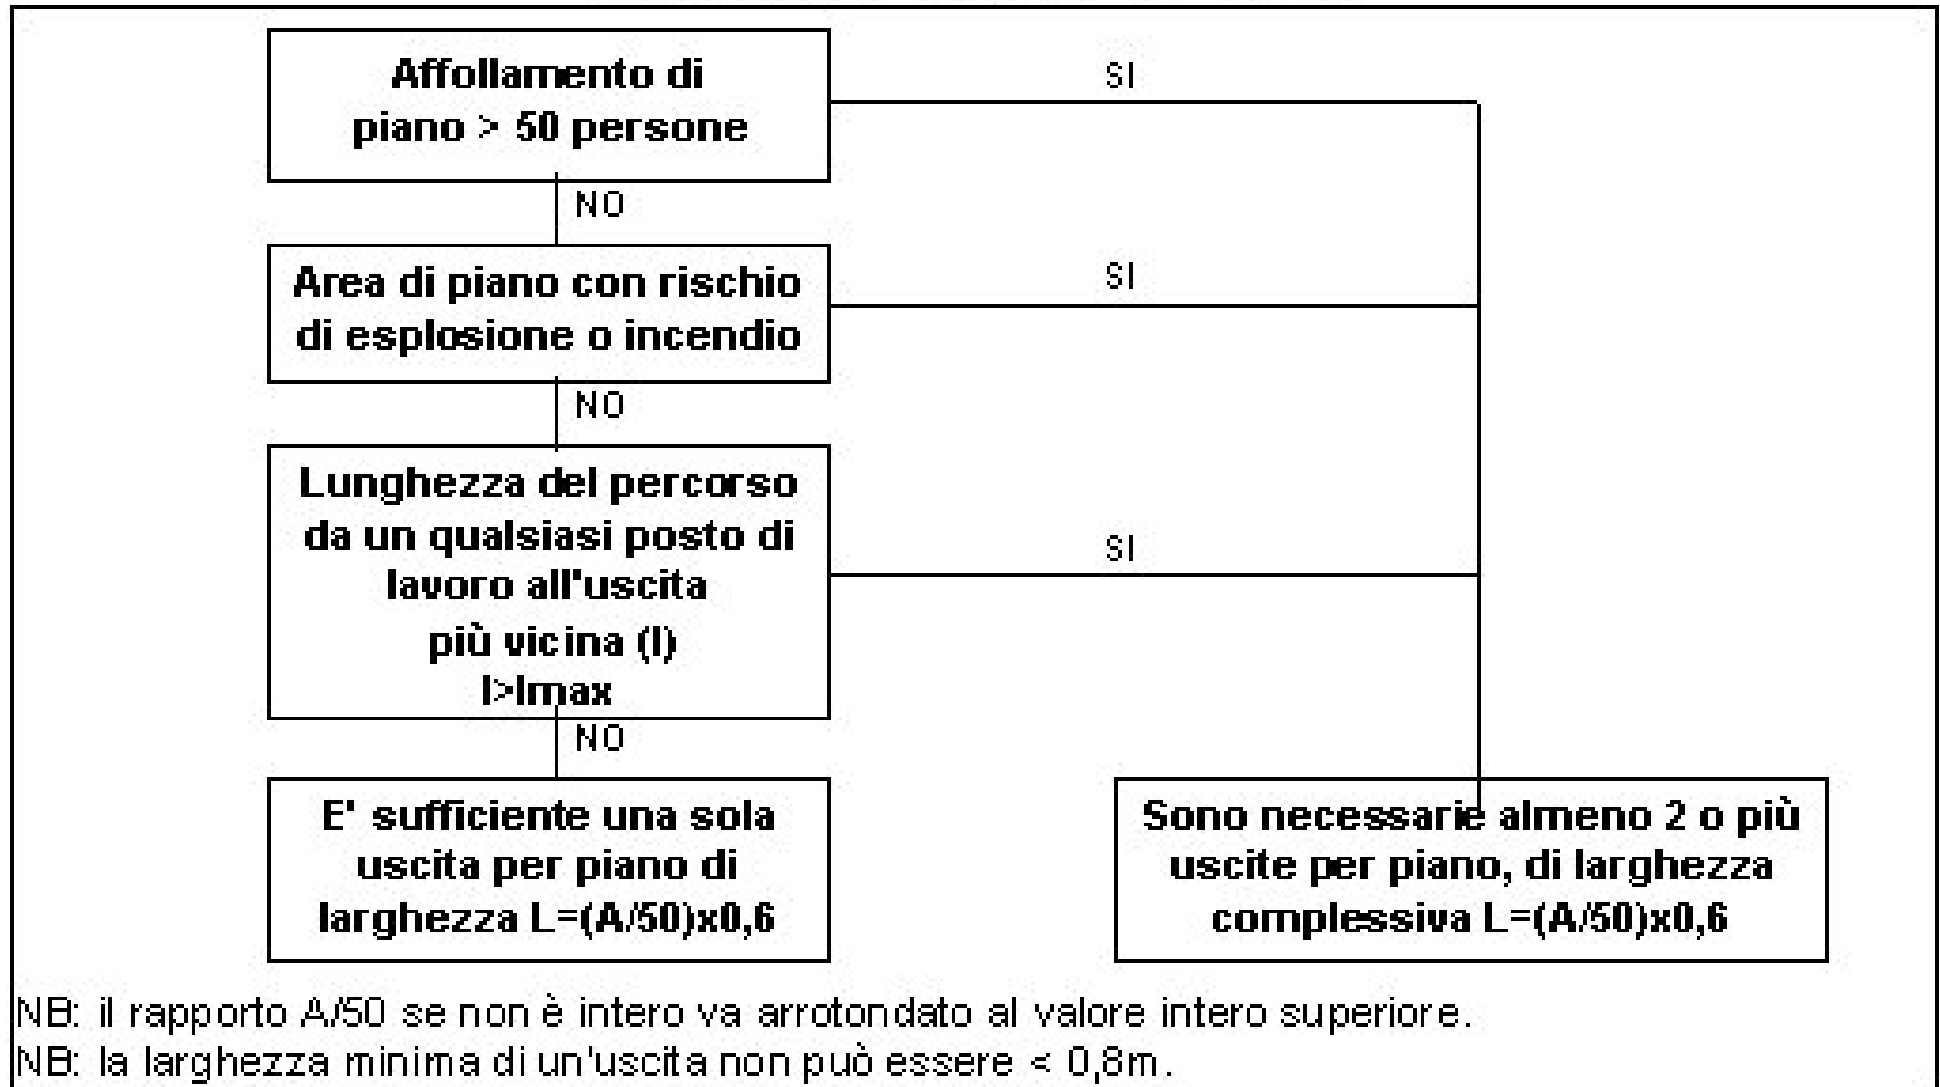 Affollamento di
piano > 50 persone
SI
NO
Area di piano con rischio
di esplosione o incendio
SI
NO
Lunghezza del percorso
da un qualsiasi posto di
lavoro all'uscita
più vicina (l)
l>lmax
SI
NO
E' sufficiente una sola
uscita per piano di
larghezza L=(A/50)x0,6
Sono necessarie almeno 2 o più
uscite per piano, di larghezza
complessiva L=(A/50)x0,6
NB: il rapporto A/50 se non è intero va arrotondato al valore intero superiore.
NB: la larghezza minima di un'uscita non può essere < 0,8m.